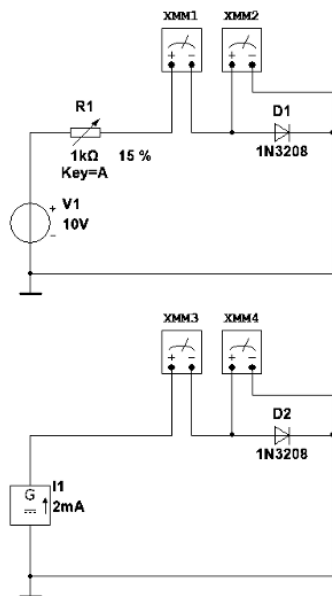 XMM1 XMM2
R1
1kΩ 15 %
Key=A
D1
1N3208
V1
10V
XMM3 XMM4
D2
1N3208
G I1
2mA